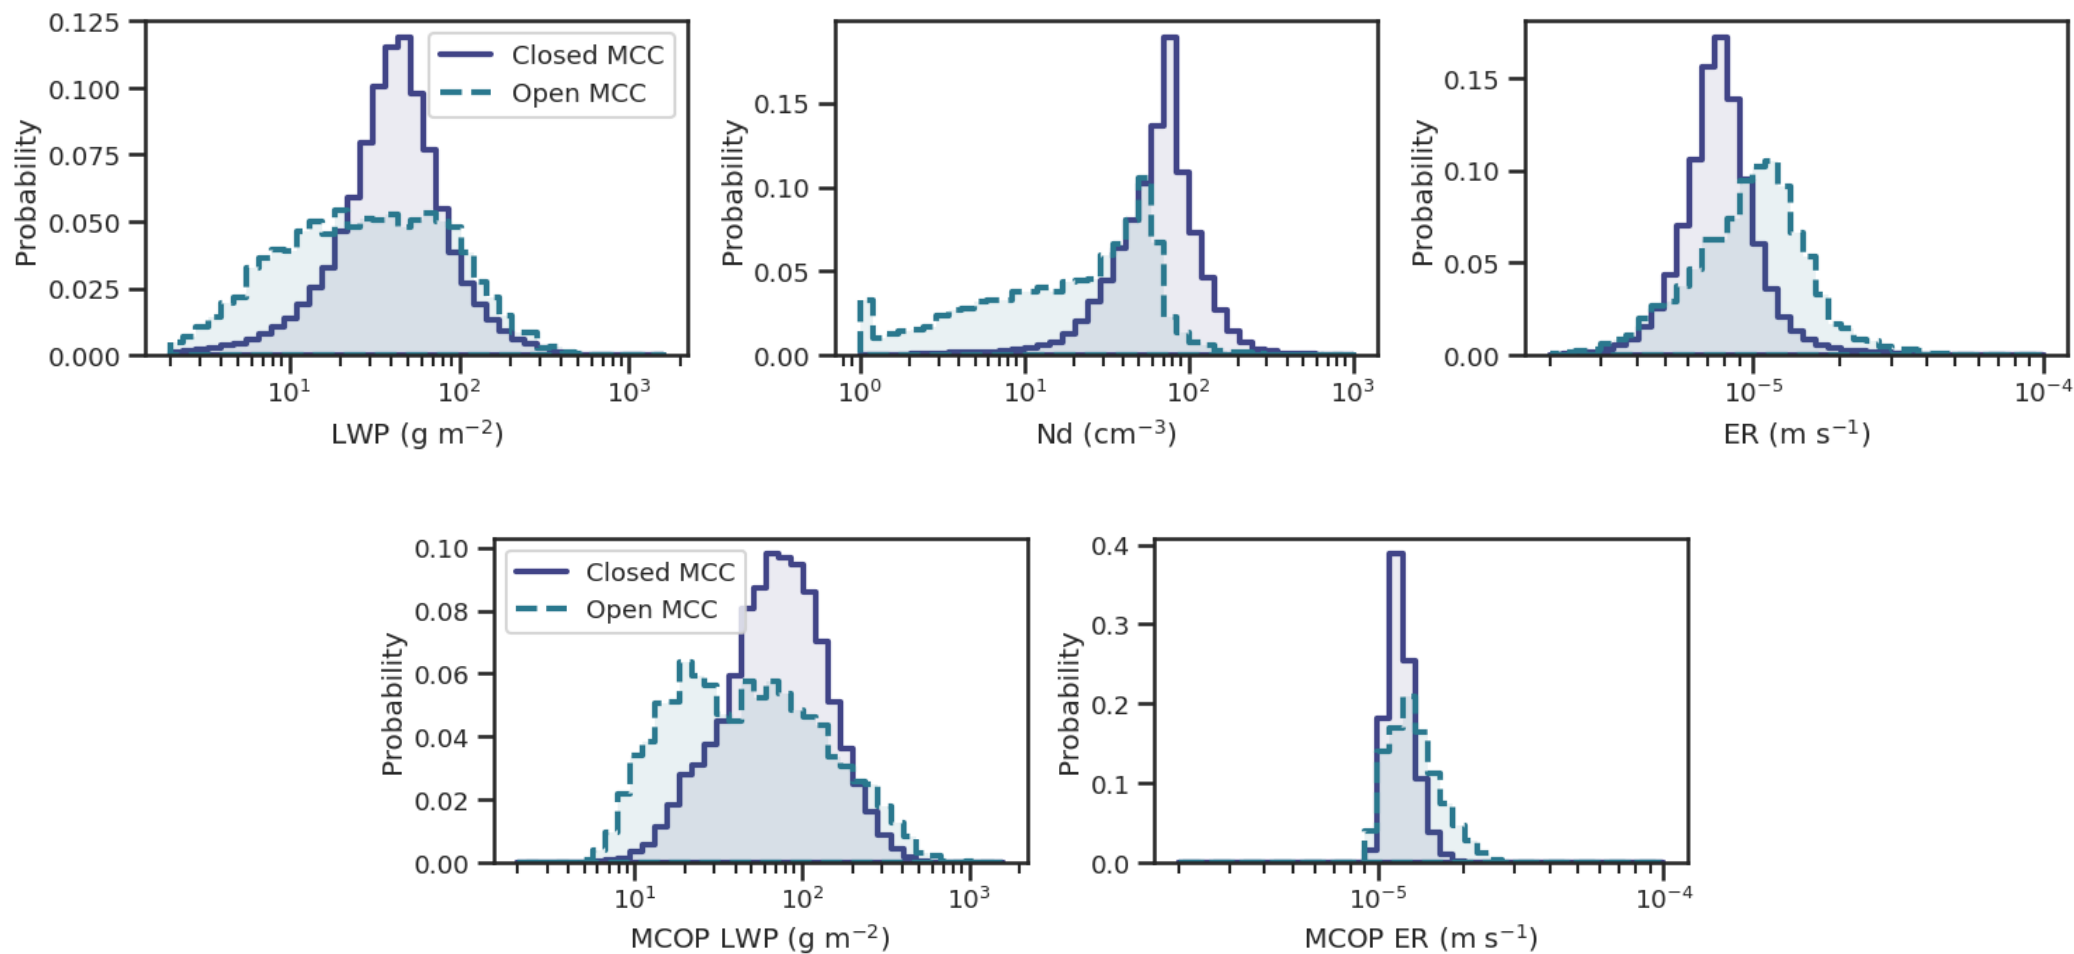 0.125
0.100
0.075
0.050
0.025
0.000
Probability
Closed MCC
Open MCC
10¹ 10² 10³
LWP (g m⁻²)
0.15
0.10
0.05
0.00
Probability
10⁰ 10¹ 10² 10³
Nd (cm⁻³)
0.15
0.10
0.05
0.00
Probability
10⁻⁵ 10⁻⁴
ER (m s⁻¹)
0.10
0.08
0.06
0.04
0.02
0.00
Probability
Closed MCC
Open MCC
10¹ 10² 10³
MCOP LWP (g m⁻²)
0.4
0.3
0.2
0.1
0.0
Probability
10⁻⁵ 10⁻⁴
MCOP ER (m s⁻¹)